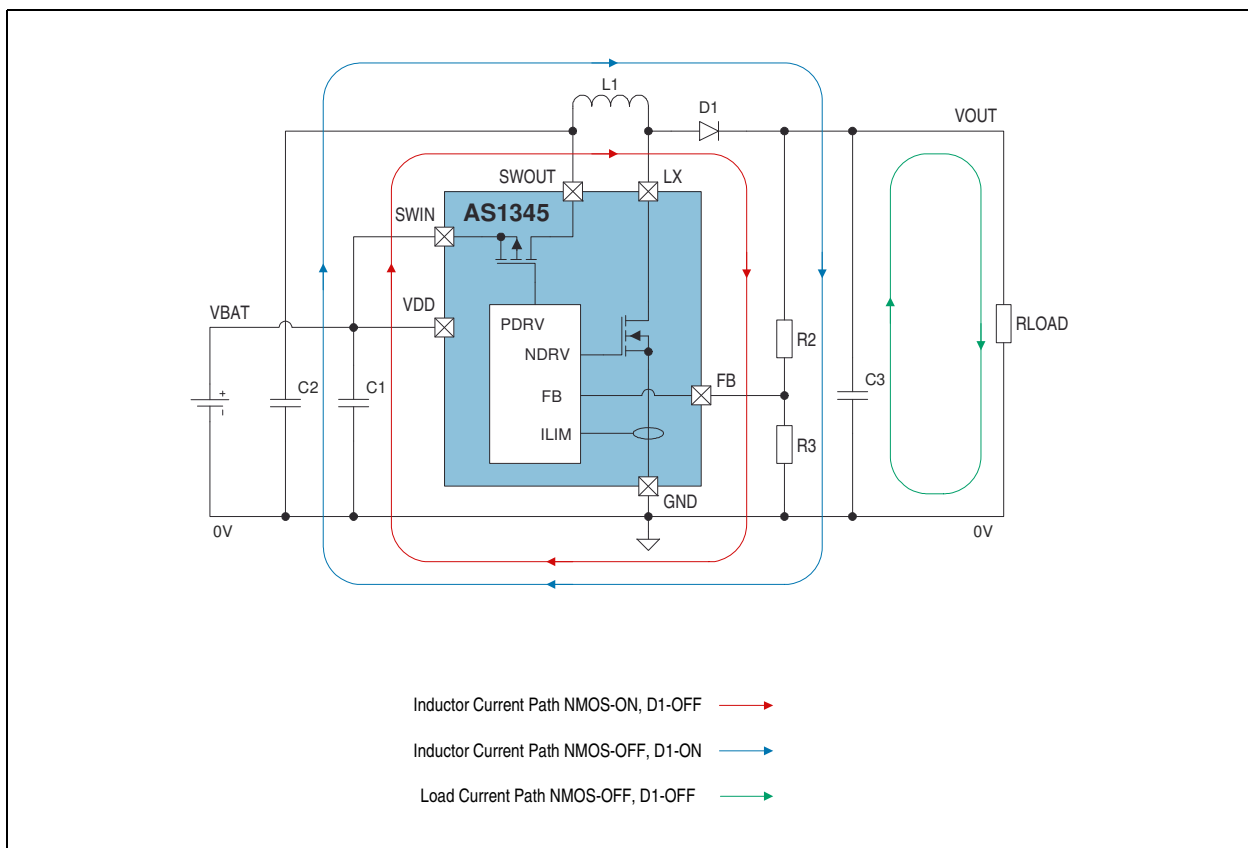 L1
D1
VOUT
SWOUT
LX
AS1345
SWIN
VBAT
VDD
PDRV
NDRV
FB
ILIM
FB
R2
RLOAD
+
-
C2
C1
C3
R3
GND
0V
0V
Inductor Current Path NMOS-ON, D1-OFF
Inductor Current Path NMOS-OFF, D1-ON
Load Current Path NMOS-OFF, D1-OFF